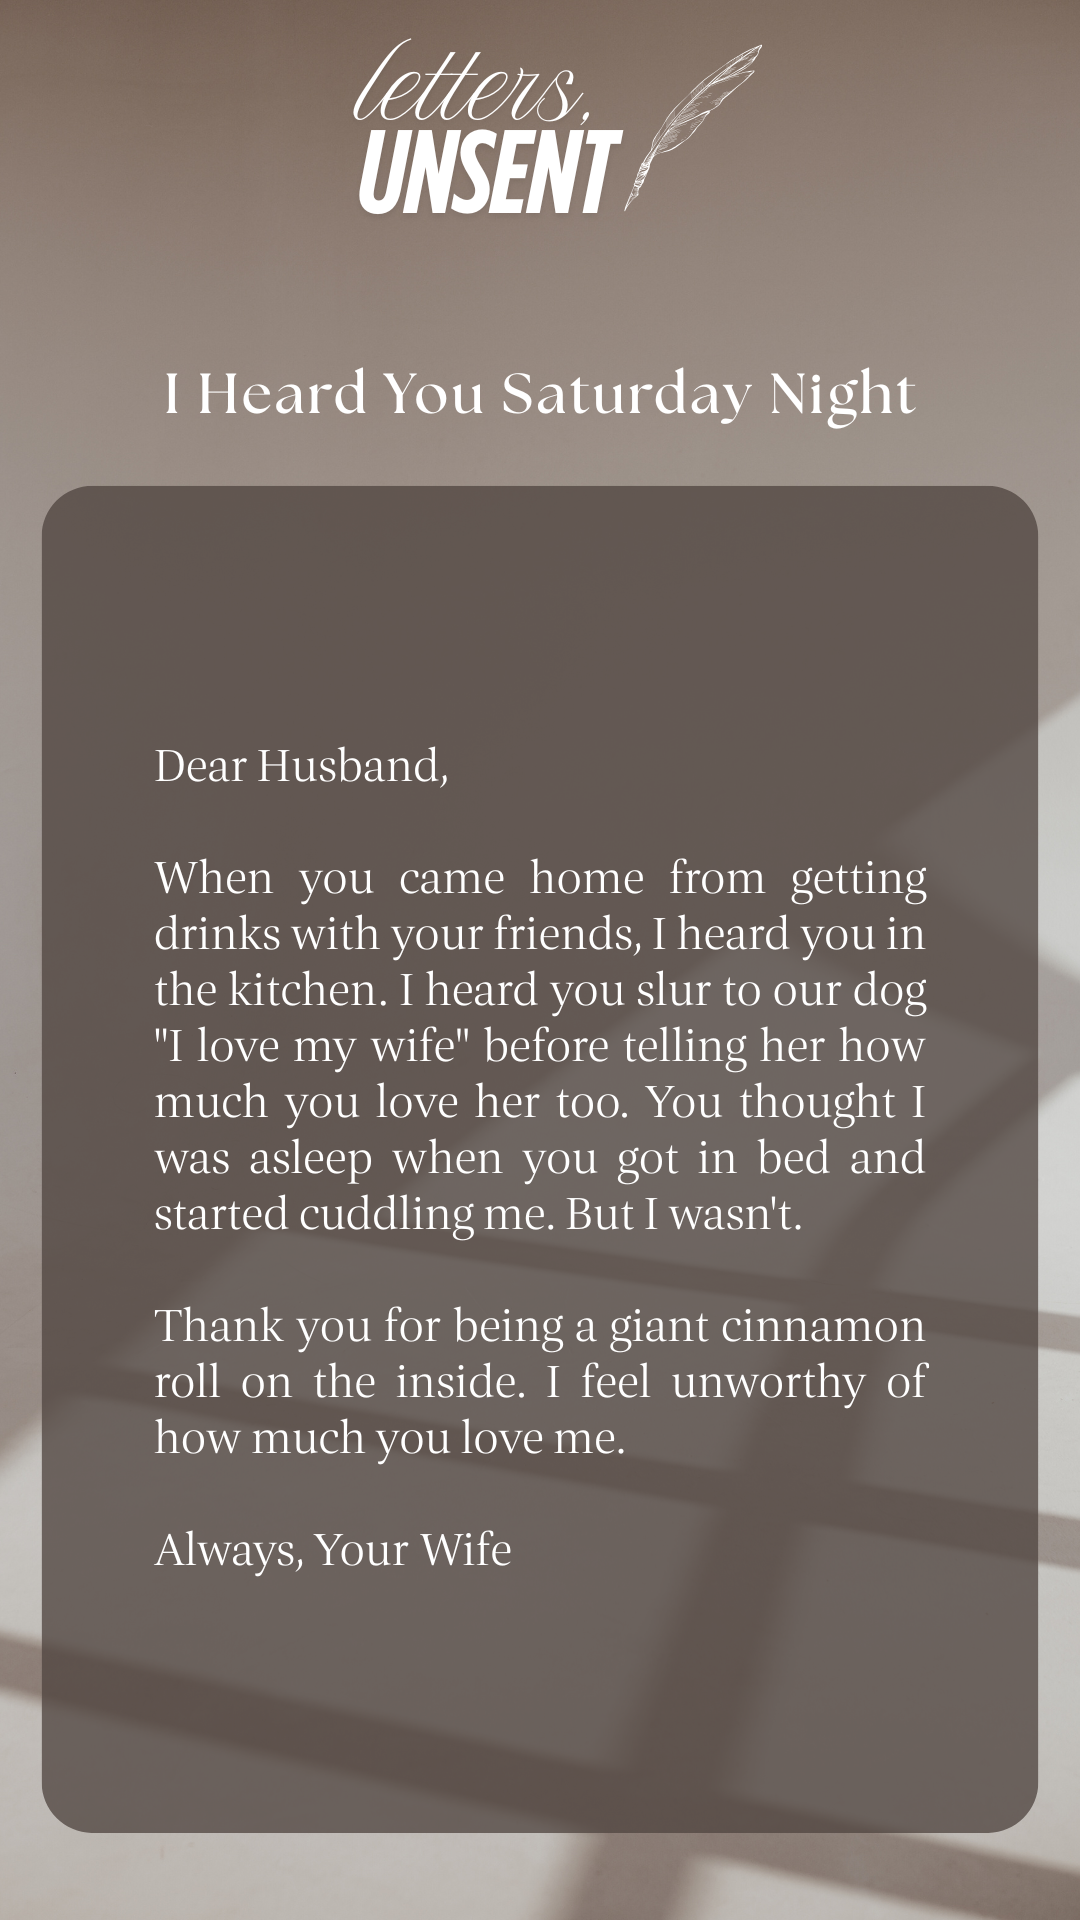 letters,
UNSENT
I Heard You Saturday Night
Dear Husband,
When you came home from getting
drinks with your friends, I heard you in
the kitchen. I heard you slur to our dog
"I love my wife" before telling her how
much you love her too. You thought I
was asleep when you got in bed and
started cuddling me. But I wasn't.
Thank you for being a giant cinnamon
roll on the inside. I feel unworthy of
how much you love me.
Always, Your Wife